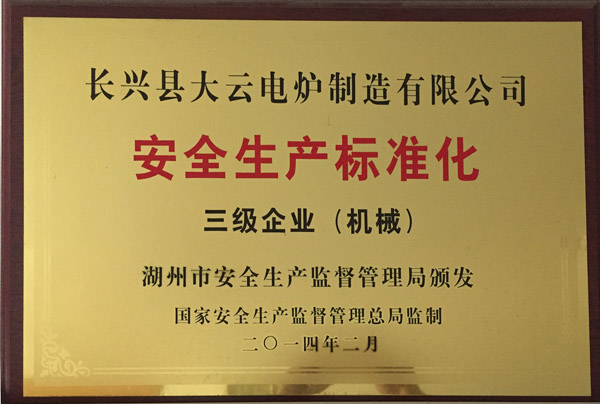 长兴县大云电炉制造有限公司
安全生产标准化
三级企业（机械）
湖州市安全生产监督管理局颁发
国家安全生产监督管理总局监制
二〇一四年二月